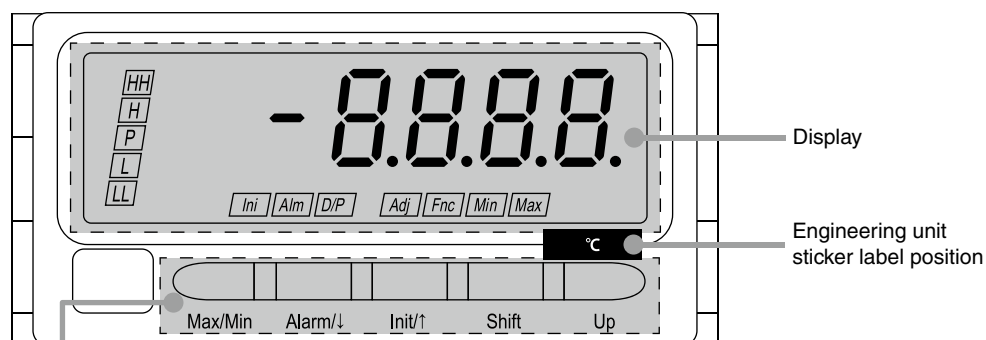 HH
H
P
L
LL
-8.8.8.8.
Ini Alm D/P Adj Fnc Min Max
Display
℃
Engineering unit
sticker label position
Max/Min Alarm/↓ Init/↑ Shift Up